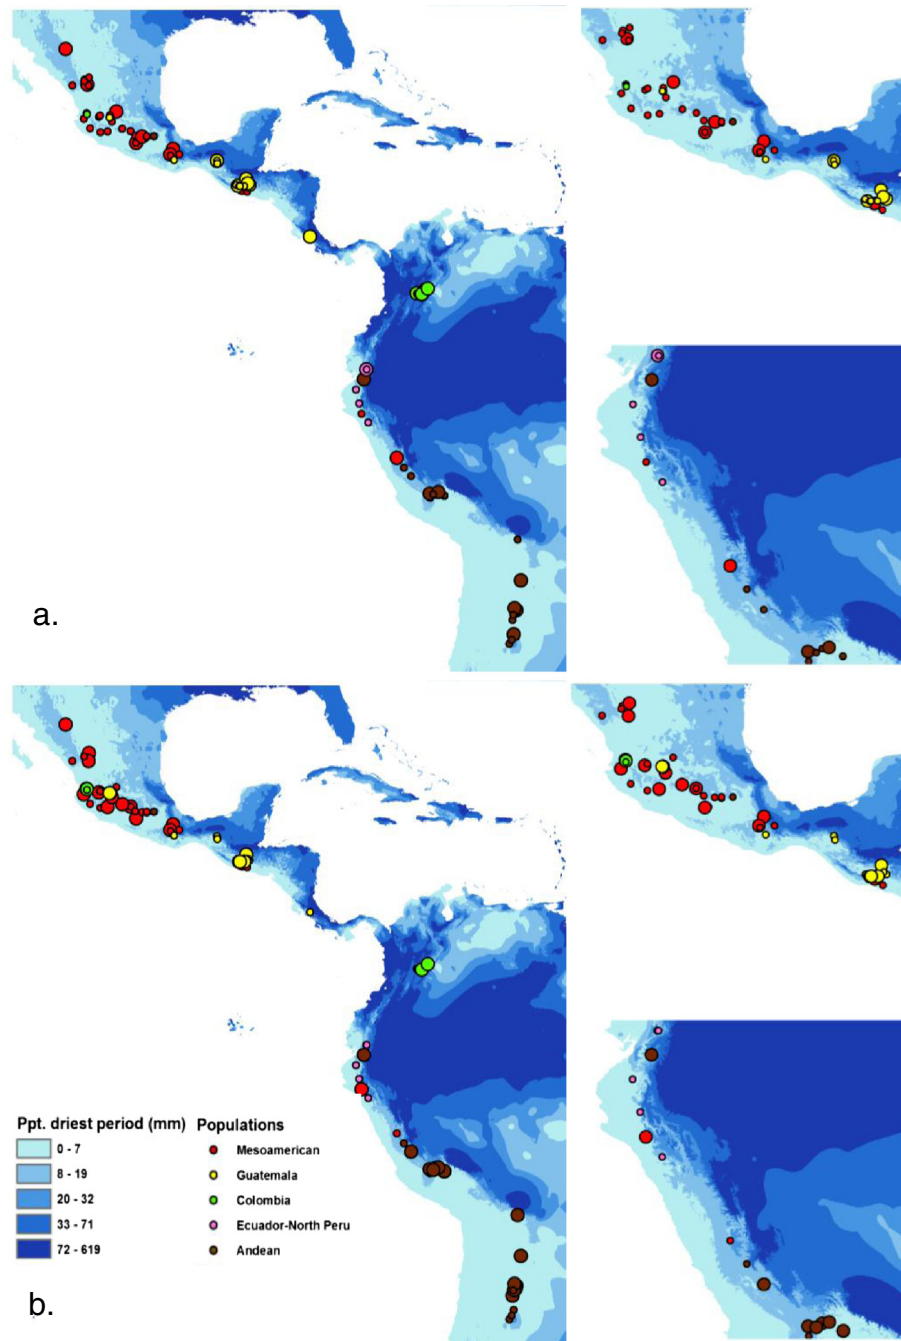 a.
Ppt. driest period (mm)
0 - 7
8 - 19
20 - 32
33 - 71
72 - 619
Populations
Mesoamerican
Guatemala
Colombia
Ecuador-North Peru
Andean
b.